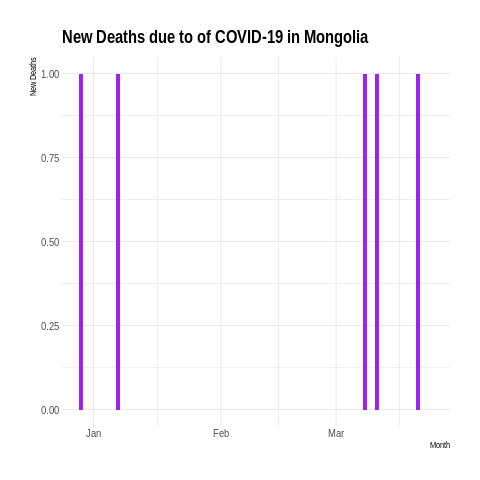 New Deaths due to of COVID-19 in Mongolia
New Deaths
1.00
0.75
0.50
0.25
0.00
Jan Feb Mar
Month